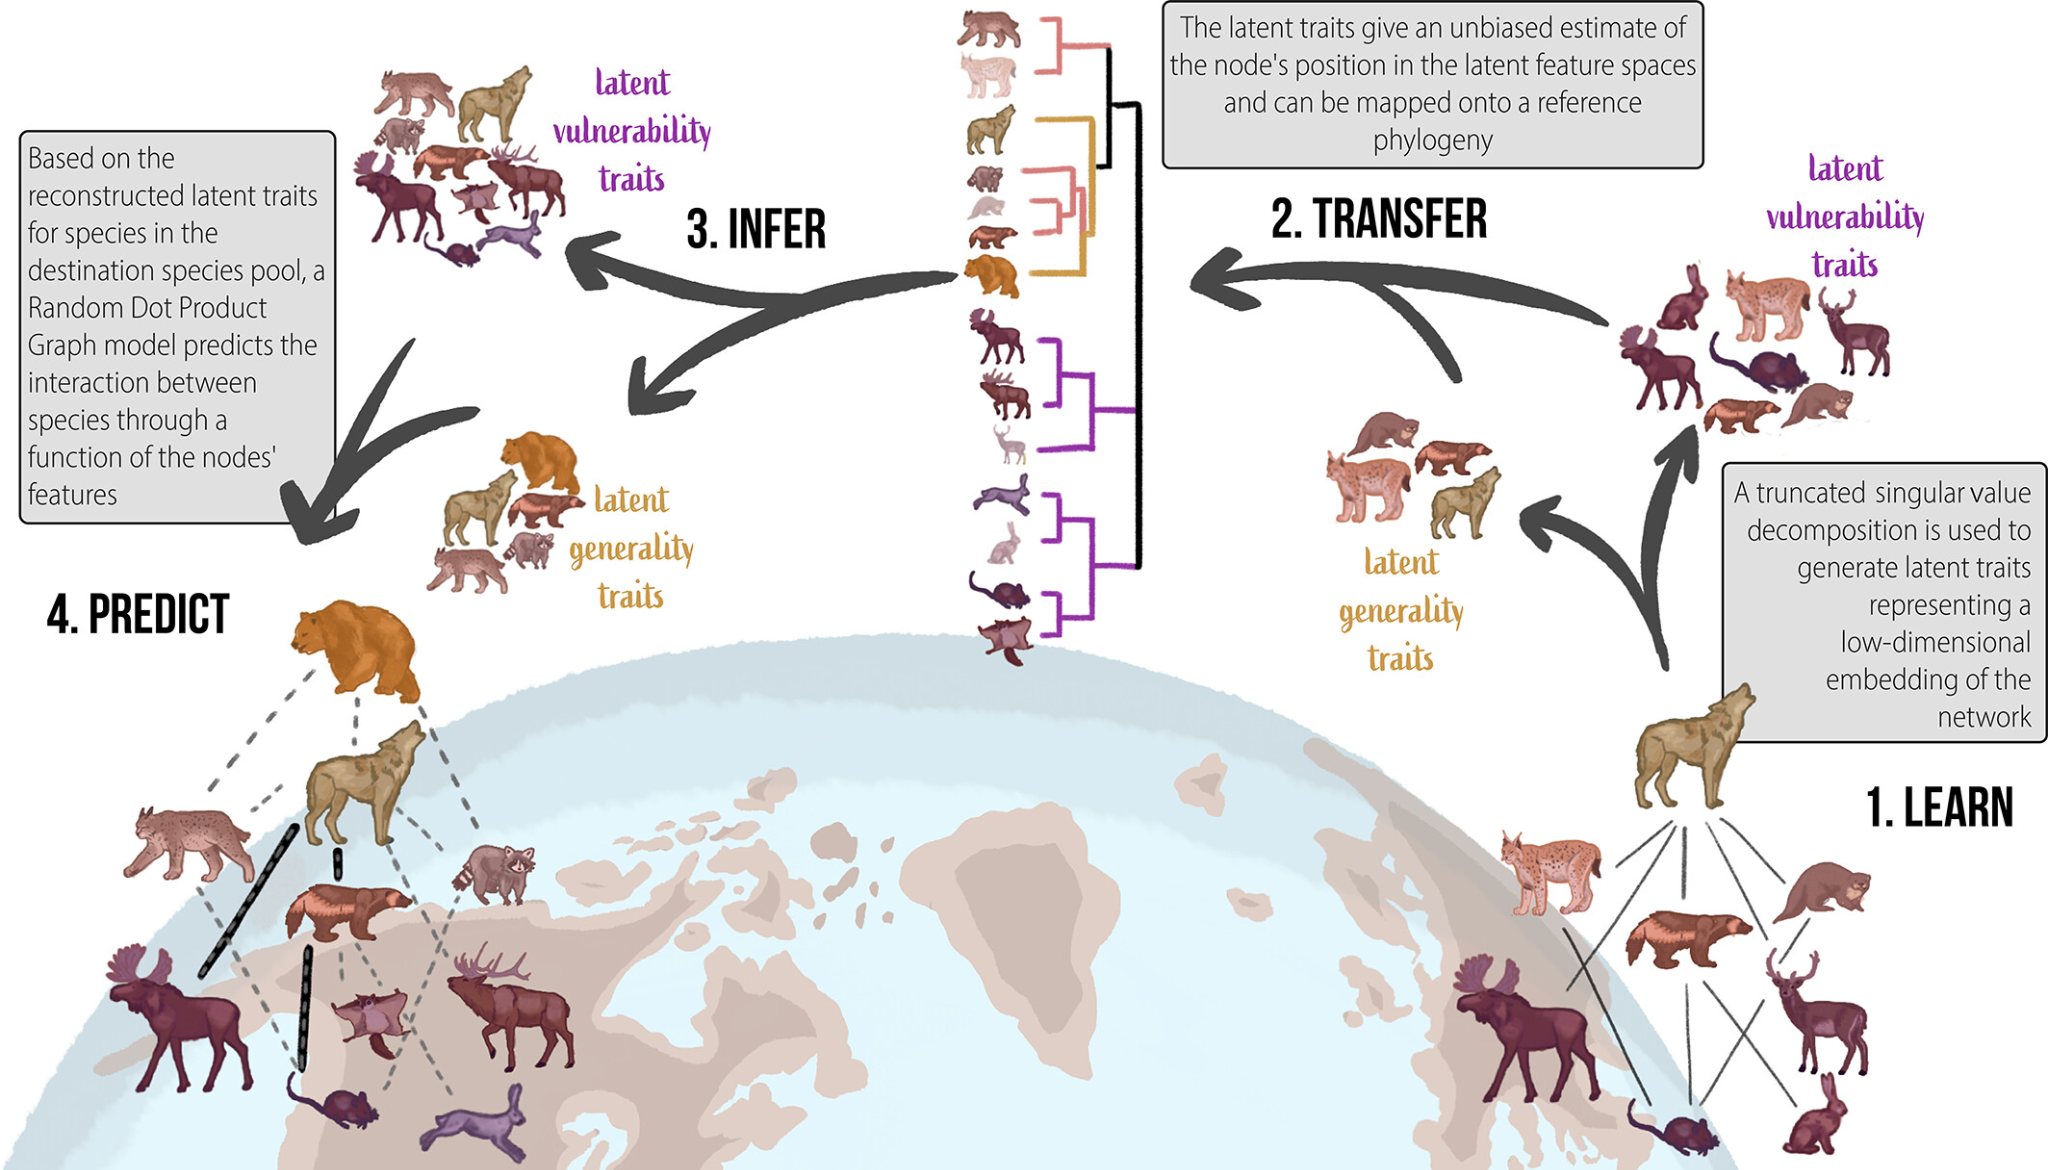 The latent traits give an unbiased estimate of
the node's position in the latent feature spaces
and can be mapped onto a reference
phylogeny
latent
vulnerability
traits
Based on the
reconstructed latent traits
for species in the
destination species pool, a
Random Dot Product
Graph model predicts the
interaction between
species through a
function of the nodes'
features
3. INFER
2. TRANSFER
latent
vulnerability
traits
latent
generality
traits
latent
generality
traits
A truncated singular value
decomposition is used to
generate latent traits
representing a
low-dimensional
embedding of the
network
4. PREDICT
1. LEARN